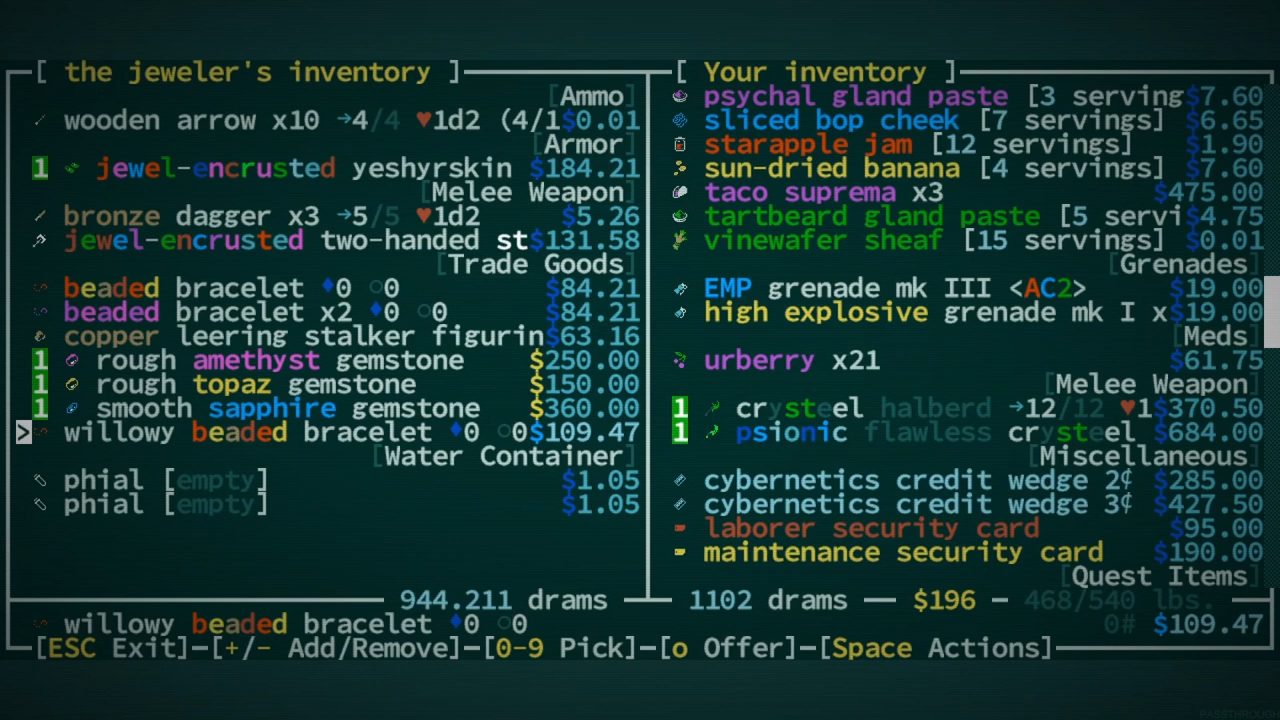 [ the jeweler's inventory ]
[Ammo]
wooden arrow x10 →4/4 ♥1d2 (4/1$0.01
[Armor]
1 jewel-encrusted yeshyrskin $184.21
[Melee Weapon]
bronze dagger x3 →5/5 ♥1d2 $5.26
jewel-encrusted two-handed st$131.58
[Trade Goods]
beaded bracelet ♦0 ○0 $84.21
beaded bracelet x2 ♦0 ○0 $84.21
copper leering stalker figurin$63.16
1 rough amethyst gemstone $250.00
1 rough topaz gemstone $150.00
1 smooth sapphire gemstone $360.00
> willowy beaded bracelet ♦0 ○0$109.47
[Water Container]
phial [empty] $1.05
phial [empty] $1.05
944.211 drams
[ Your inventory ]
psychal gland paste [3 serving$7.60
sliced bop cheek [7 servings] $6.65
starapple jam [12 servings] $1.90
sun-dried banana [4 servings] $7.60
taco suprema x3 $475.00
tartbeard gland paste [5 servi$4.75
vinewafer sheaf [15 servings] $0.01
[Grenades]
EMP grenade mk III <AC2> $19.00
high explosive grenade mk I x$19.00
[Meds]
urberry x21 $61.75
[Melee Weapon]
1 crysteel halberd →12/12 ♥1$370.50
1 psionic flawless crysteel $684.00
[Miscellaneous]
cybernetics credit wedge 2¢ $285.00
cybernetics credit wedge 3¢ $427.50
laborer security card $95.00
maintenance security card $190.00
[Quest Items]
1102 drams — $196 — 468/540 lbs.
willowy beaded bracelet ♦0 ○0 0# $109.47
[ESC Exit]—[+/- Add/Remove]—[0-9 Pick]—[o Offer]—[Space Actions]